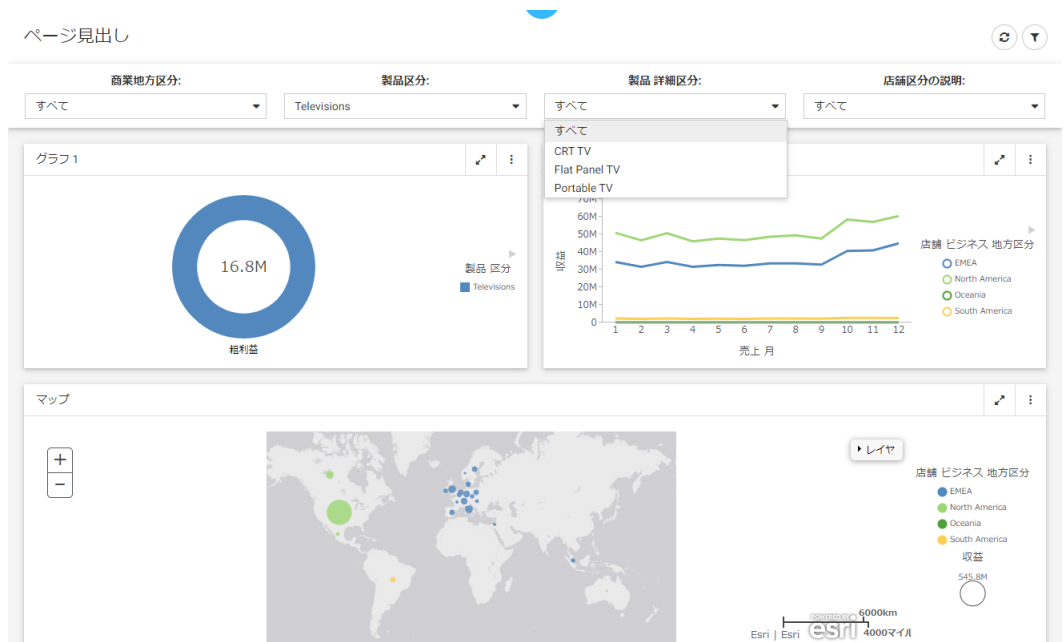 ページ見出し
商業地方区分:
製品区分:
製品 詳細区分:
店舗区分の説明:
すべて
Televisions
すべて
すべて
すべて
CRT TV
Flat Panel TV
Portable TV
グラフ 1
16.8M
粗利益
製品 区分
Televisions
70M
60M
50M
40M
30M
20M
10M
0
収益
1 2 3 4 5 6 7 8 9 10 11 12
売上 月
店舗 ビジネス 地方区分
EMEA
North America
Oceania
South America
マップ
+
−
レイヤ
店舗 ビジネス 地方区分
EMEA
North America
Oceania
South America
収益
545.8M
6000km
4000マイル
Esri | Esri
POWERED BY
esri